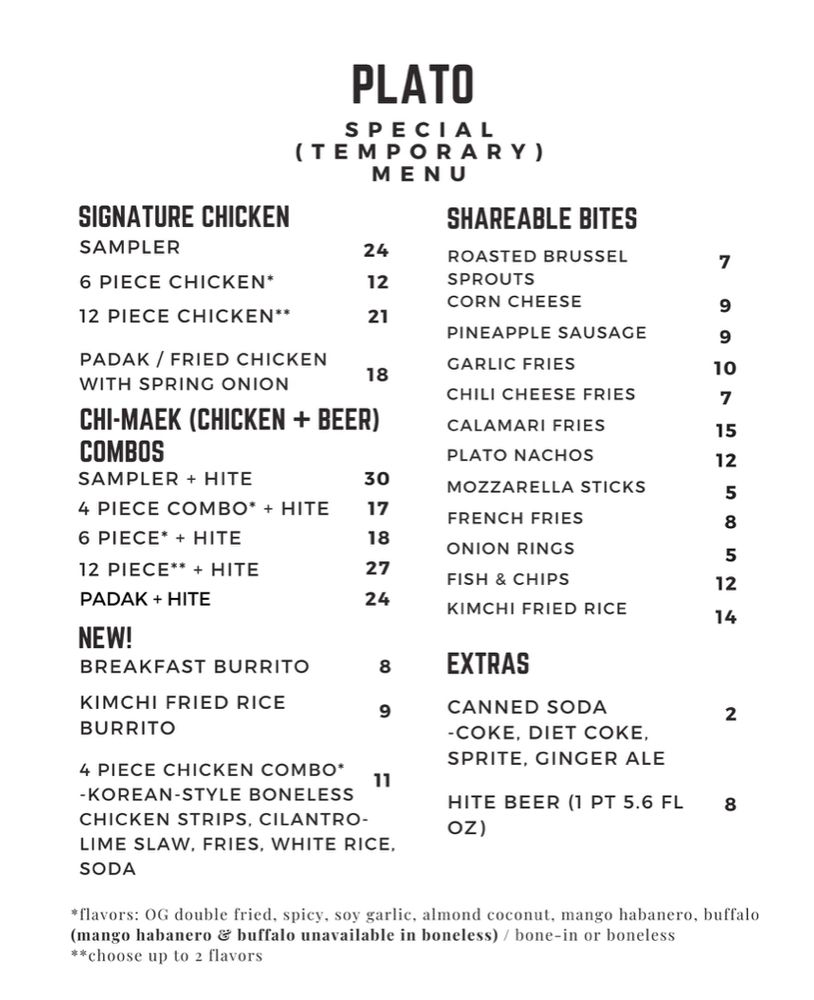 PLATO
SPECIAL
(TEMPORARY)
MENU
SIGNATURE CHICKEN
SAMPLER 24
6 PIECE CHICKEN* 12
12 PIECE CHICKEN** 21
PADAK / FRIED CHICKEN
WITH SPRING ONION 18
CHI-MAEK (CHICKEN + BEER)
COMBOS
SAMPLER + HITE 30
4 PIECE COMBO* + HITE 17
6 PIECE* + HITE 18
12 PIECE** + HITE 27
PADAK + HITE 24
NEW!
BREAKFAST BURRITO 8
KIMCHI FRIED RICE 9
BURRITO
4 PIECE CHICKEN COMBO* 11
-KOREAN-STYLE BONELESS
CHICKEN STRIPS, CILANTRO-
LIME SLAW, FRIES, WHITE RICE,
SODA
SHAREABLE BITES
ROASTED BRUSSEL 7
SPROUTS
CORN CHEESE 9
PINEAPPLE SAUSAGE 9
GARLIC FRIES 10
CHILI CHEESE FRIES 7
CALAMARI FRIES 15
PLATO NACHOS 12
MOZZARELLA STICKS 5
FRENCH FRIES 8
ONION RINGS 5
FISH & CHIPS 12
KIMCHI FRIED RICE 14
EXTRAS
CANNED SODA 2
-COKE, DIET COKE,
SPRITE, GINGER ALE
HITE BEER (1 PT 5.6 FL 8
OZ)
*flavors: OG double fried, spicy, soy garlic, almond coconut, mango habanero, buffalo
(mango habanero & buffalo unavailable in boneless) / bone-in or boneless
**choose up to 2 flavors